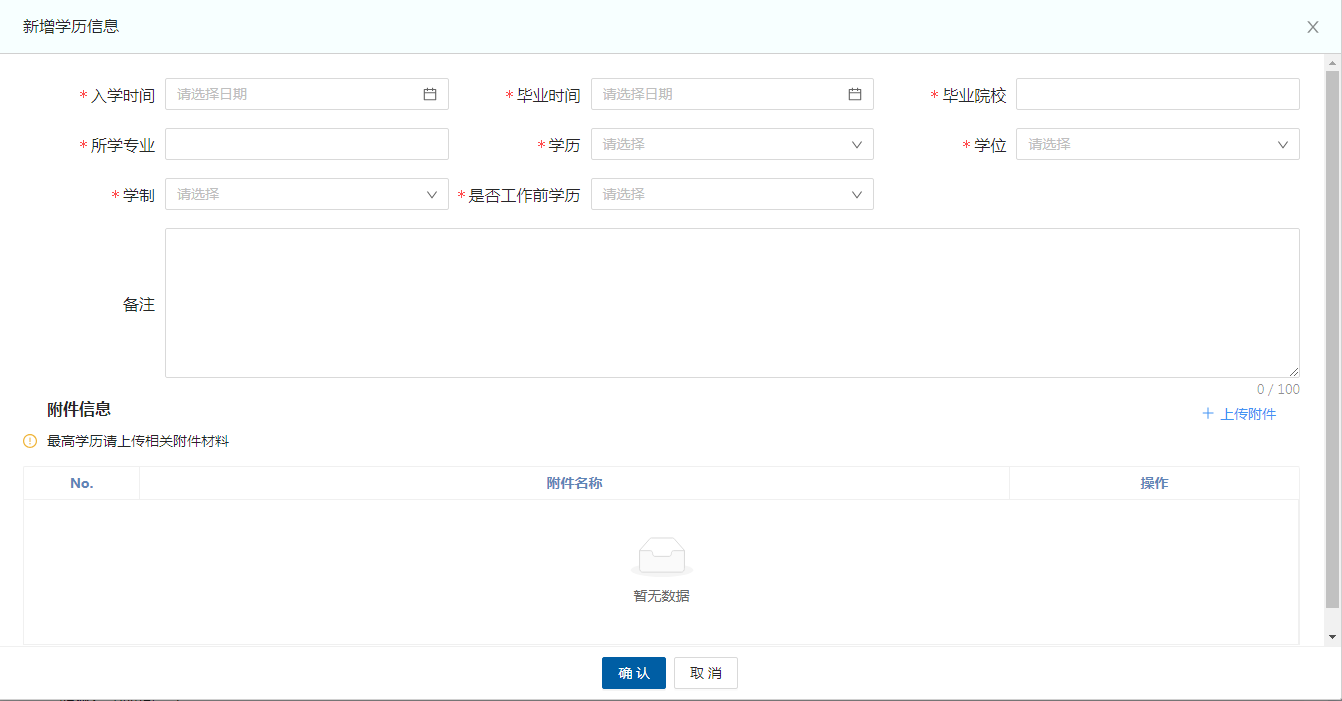 新增学历信息
* 入学时间 请选择日期 * 毕业时间 请选择日期 * 毕业院校
* 所学专业 * 学历 请选择 * 学位 请选择
* 学制 请选择 * 是否工作前学历 请选择
备注
0 / 100
附件信息 + 上传附件
最高学历请上传相关附件材料
No. 附件名称 操作
暂无数据
确 认 取 消